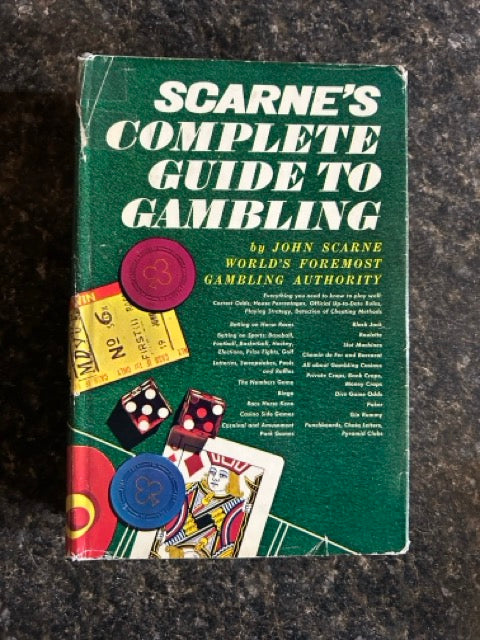 SCARNE'S
COMPLETE
GUIDE TO
GAMBLING
by JOHN SCARNE
WORLD'S FOREMOST
GAMBLING AUTHORITY
Everything you need to know to play well:
Correct Odds, House Percentages, Official Up-to-Date Rules,
Playing Strategy, Detection of Cheating Methods
Betting on Horse Races
Betting on Sports: Baseball,
Football, Basketball, Hockey,
Elections, Prize Fights, Golf
Lotteries, Sweepstakes, Pools
and Raffles
The Numbers Game
Bingo
Race Horse Keno
Casino Side Games
Carnival and Amusement
Park Games
Black Jack
Roulette
Slot Machines
Chemin de Fer and Baccarat
All about Gambling Casinos
Private Craps, Bank Craps,
Money Craps
Dice Game Odds
Poker
Gin Rummy
Punchboards, Chain Letters,
Pyramid Clubs
WIN
No 6
FIRST